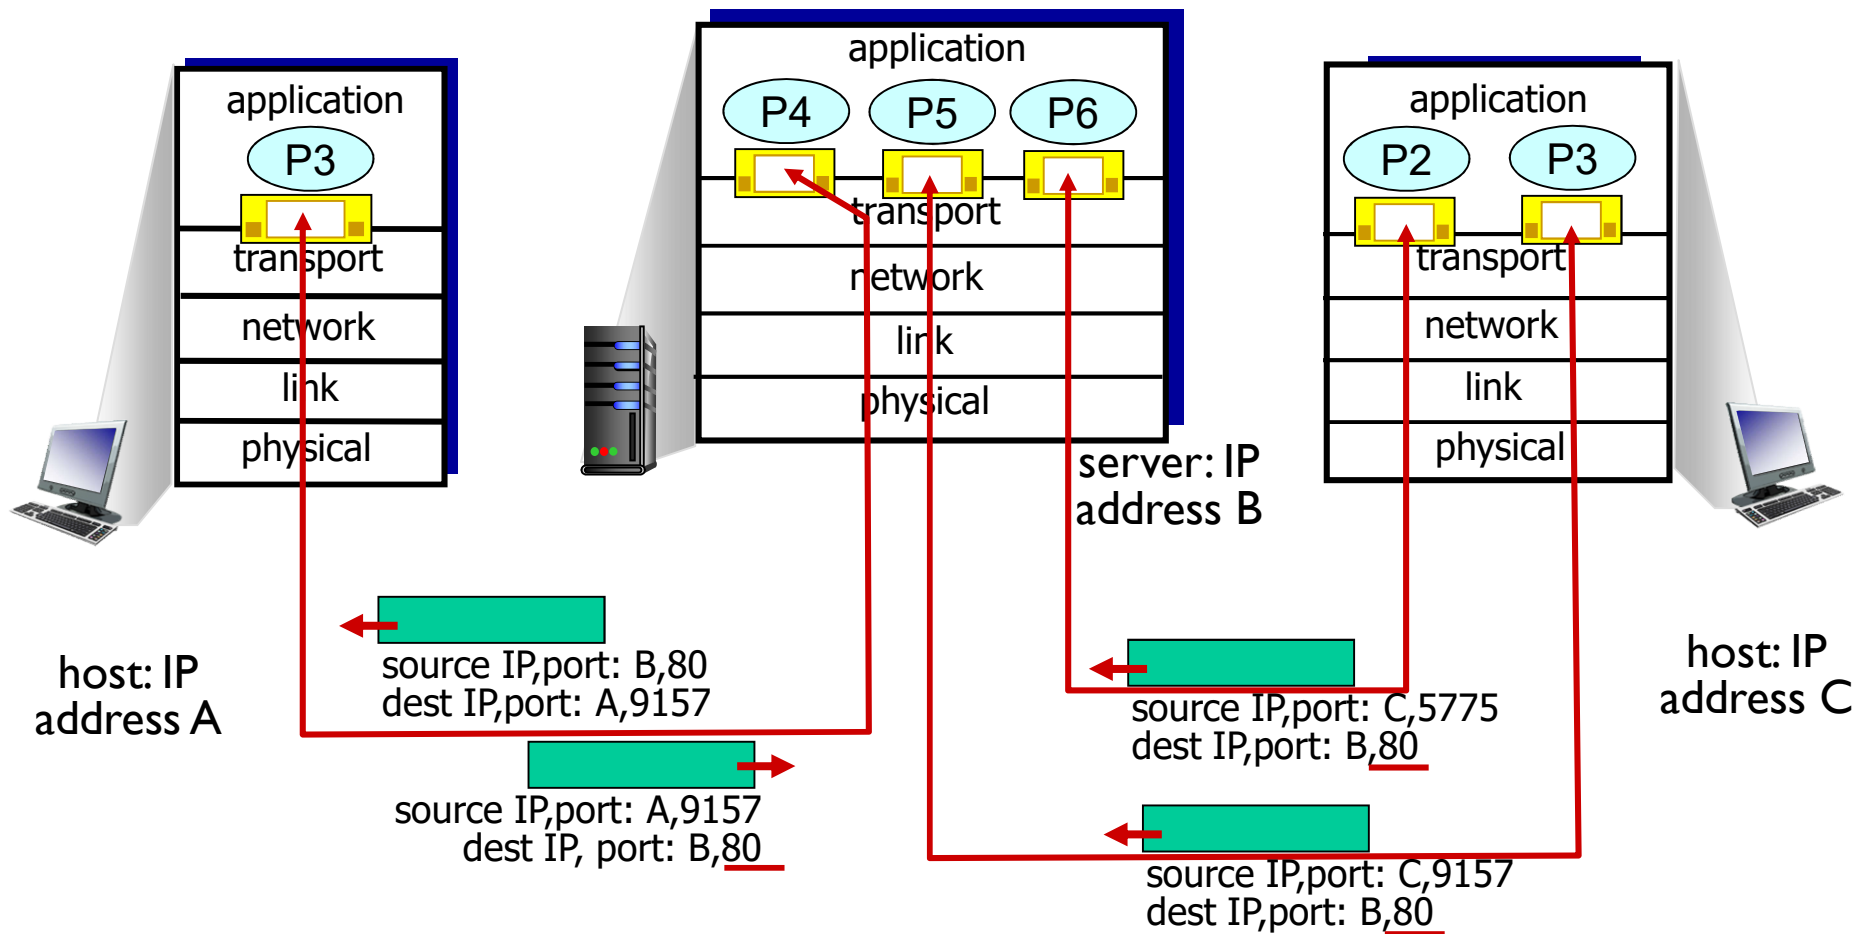 application
P3
transport
network
link
physical
host: IP
address A
application
P4 P5 P6
transport
network
link
physical
server: IP
address B
application
P2 P3
transport
network
link
physical
host: IP
address C
source IP,port: B,80
dest IP,port: A,9157
source IP,port: A,9157
dest IP, port: B,80
source IP,port: C,5775
dest IP,port: B,80
source IP,port: C,9157
dest IP,port: B,80